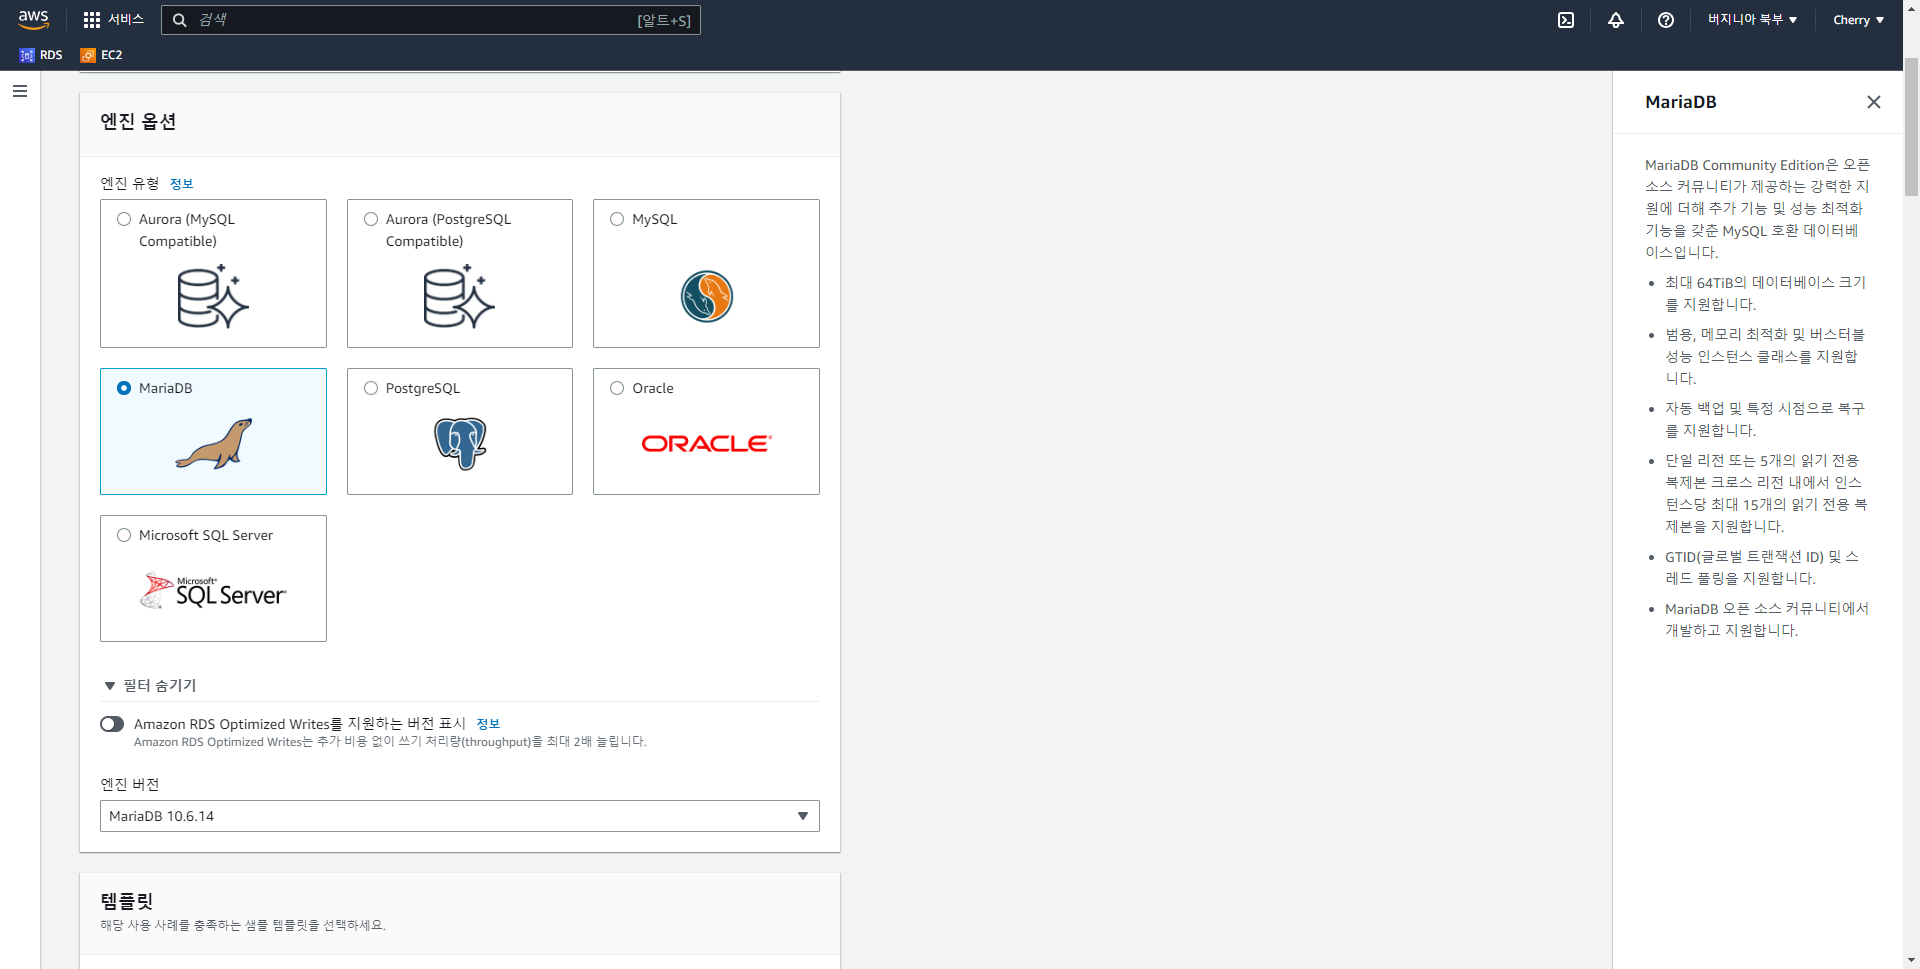 aws
서비스
검색
[알트+S]
버지니아 북부 ▼
Cherry ▼
RDS
EC2
엔진 옵션
엔진 유형 정보
Aurora (MySQL
Compatible)
Aurora (PostgreSQL
Compatible)
MySQL
MariaDB
PostgreSQL
Oracle
ORACLE
Microsoft SQL Server
Microsoft®
SQL Server
▼ 필터 숨기기
Amazon RDS Optimized Writes를 지원하는 버전 표시 정보
Amazon RDS Optimized Writes는 추가 비용 없이 쓰기 처리량(throughput)을 최대 2배 늘립니다.
엔진 버전
MariaDB 10.6.14
템플릿
해당 사용 사례를 충족하는 샘플 템플릿을 선택하세요.
MariaDB
MariaDB Community Edition은 오픈
소스 커뮤니티가 제공하는 강력한 지
원에 더해 추가 기능 및 성능 최적화
기능을 갖춘 MySQL 호환 데이터베
이스입니다.
• 최대 64TiB의 데이터베이스 크기
를 지원합니다.
• 범용, 메모리 최적화 및 버스터블
성능 인스턴스 클래스를 지원합
니다.
• 자동 백업 및 특정 시점으로 복구
를 지원합니다.
• 단일 리전 또는 5개의 읽기 전용
복제본 크로스 리전 내에서 인스
턴스당 최대 15개의 읽기 전용 복
제본을 지원합니다.
• GTID(글로벌 트랜잭션 ID) 및 스
레드 풀링을 지원합니다.
• MariaDB 오픈 소스 커뮤니티에서
개발하고 지원합니다.